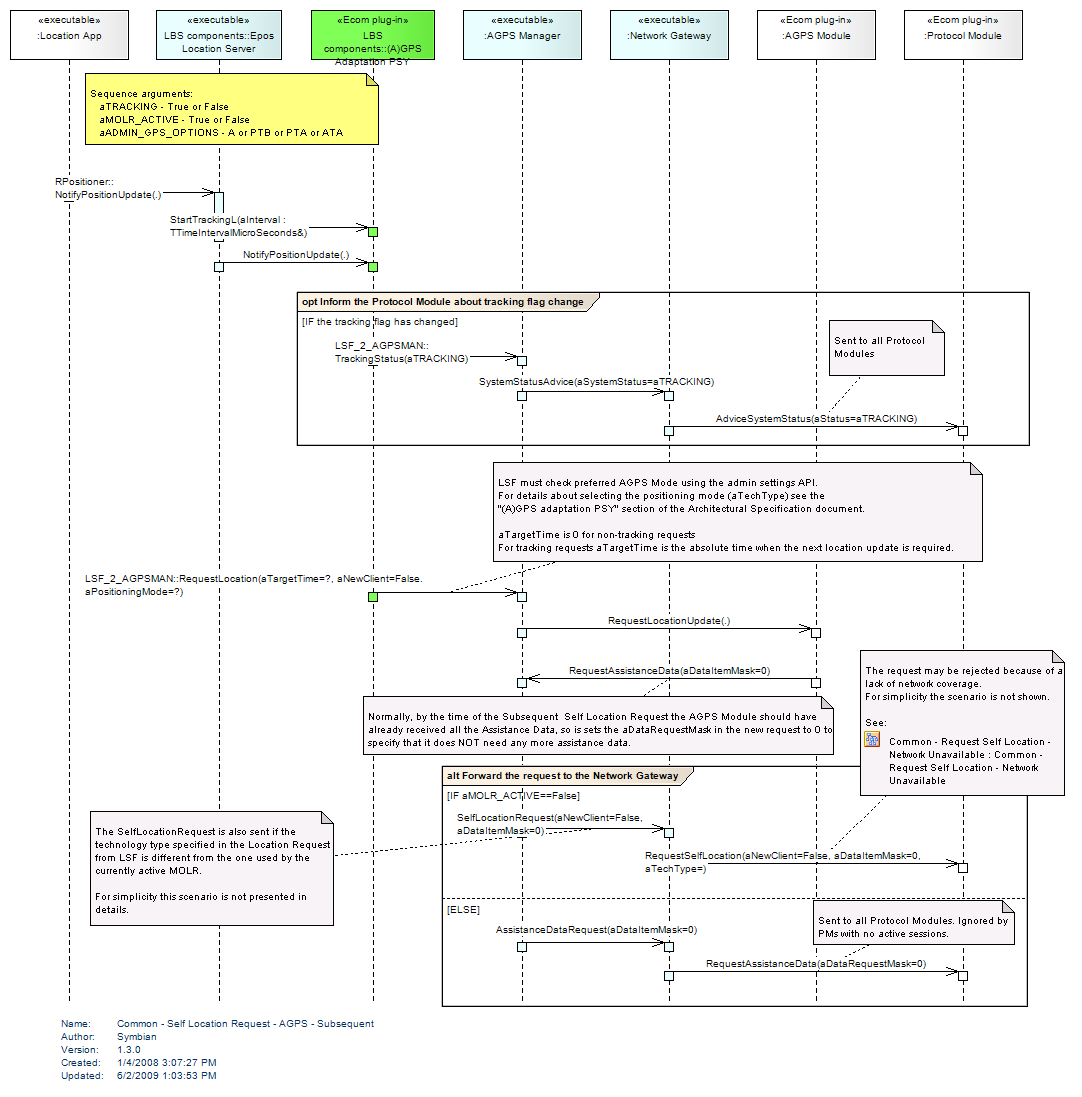 «executable»
:Location App
«executable»
LBS components::Epos
Location Server
«Ecom plug-in»
LBS
components::(A)GPS
Adaptation PSY
«executable»
:AGPS Manager
«executable»
:Network Gateway
«Ecom plug-in»
:AGPS Module
«Ecom plug-in»
:Protocol Module
Sequence arguments:
aTRACKING - True or False
aMOLR_ACTIVE - True or False
aADMIN_GPS_OPTIONS - A or PTB or PTA or ATA
RPositioner::
NotifyPositionUpdate(.)
StartTrackingL(aInterval :
TTimeIntervalMicroSeconds&)
NotifyPositionUpdate(.)
opt Inform the Protocol Module about tracking flag change
[IF the tracking flag has changed]
Sent to all Protocol
Modules
LSF_2_AGPSMAN::
TrackingStatus(aTRACKING)
SystemStatusAdvice(aSystemStatus=aTRACKING)
AdviceSystemStatus(aStatus=aTRACKING)
LSF must check preferred AGPS Mode using the admin settings API.
For details about selecting the positioning mode (aTechType) see the
"(A)GPS adaptation PSY" section of the Architectural Specification document.
aTargetTime is 0 for non-tracking requests
For tracking requests aTargetTime is the absolute time when the next location update is required.
LSF_2_AGPSMAN::RequestLocation(aTargetTime=?, aNewClient=False.
aPositioningMode=?)
RequestLocationUpdate(.)
RequestAssistanceData(aDataItemMask=0)
The request may be rejected because of a
lack of network coverage.
For simplicity the scenario is not shown.
See:
Common - Request Self Location -
Network Unavailable : Common -
Request Self Location - Network
Unavailable
Normally, by the time of the Subsequent  Self Location Request the AGPS Module should have
already received all the Assistance Data, so is sets the aDataRequestMask in the new request to 0 to
specify that it does NOT need any more assistance data.
alt Forward the request to the Network Gateway
[IF aMOLR_ACTIVE==False]
SelfLocationRequest(aNewClient=False,
aDataItemMask=0)
The SelfLocationRequest is also sent if the
technology type specified in the Location Request
from LSF is different from the one used by the
currently active MOLR.
For simplicity this scenario is not presented in
details.
RequestSelfLocation(aNewClient=False, aDataItemMask=0,
aTechType=)
[ELSE]
Sent to all Protocol Modules. Ignored by
PMs with no active sessions.
AssistanceDataRequest(aDataItemMask=0)
RequestAssistanceData(aDataRequestMask=0)
Name: Common - Self Location Request - AGPS - Subsequent
Author: Symbian
Version: 1.3.0
Created: 1/4/2008 3:07:27 PM
Updated: 6/2/2009 1:03:53 PM